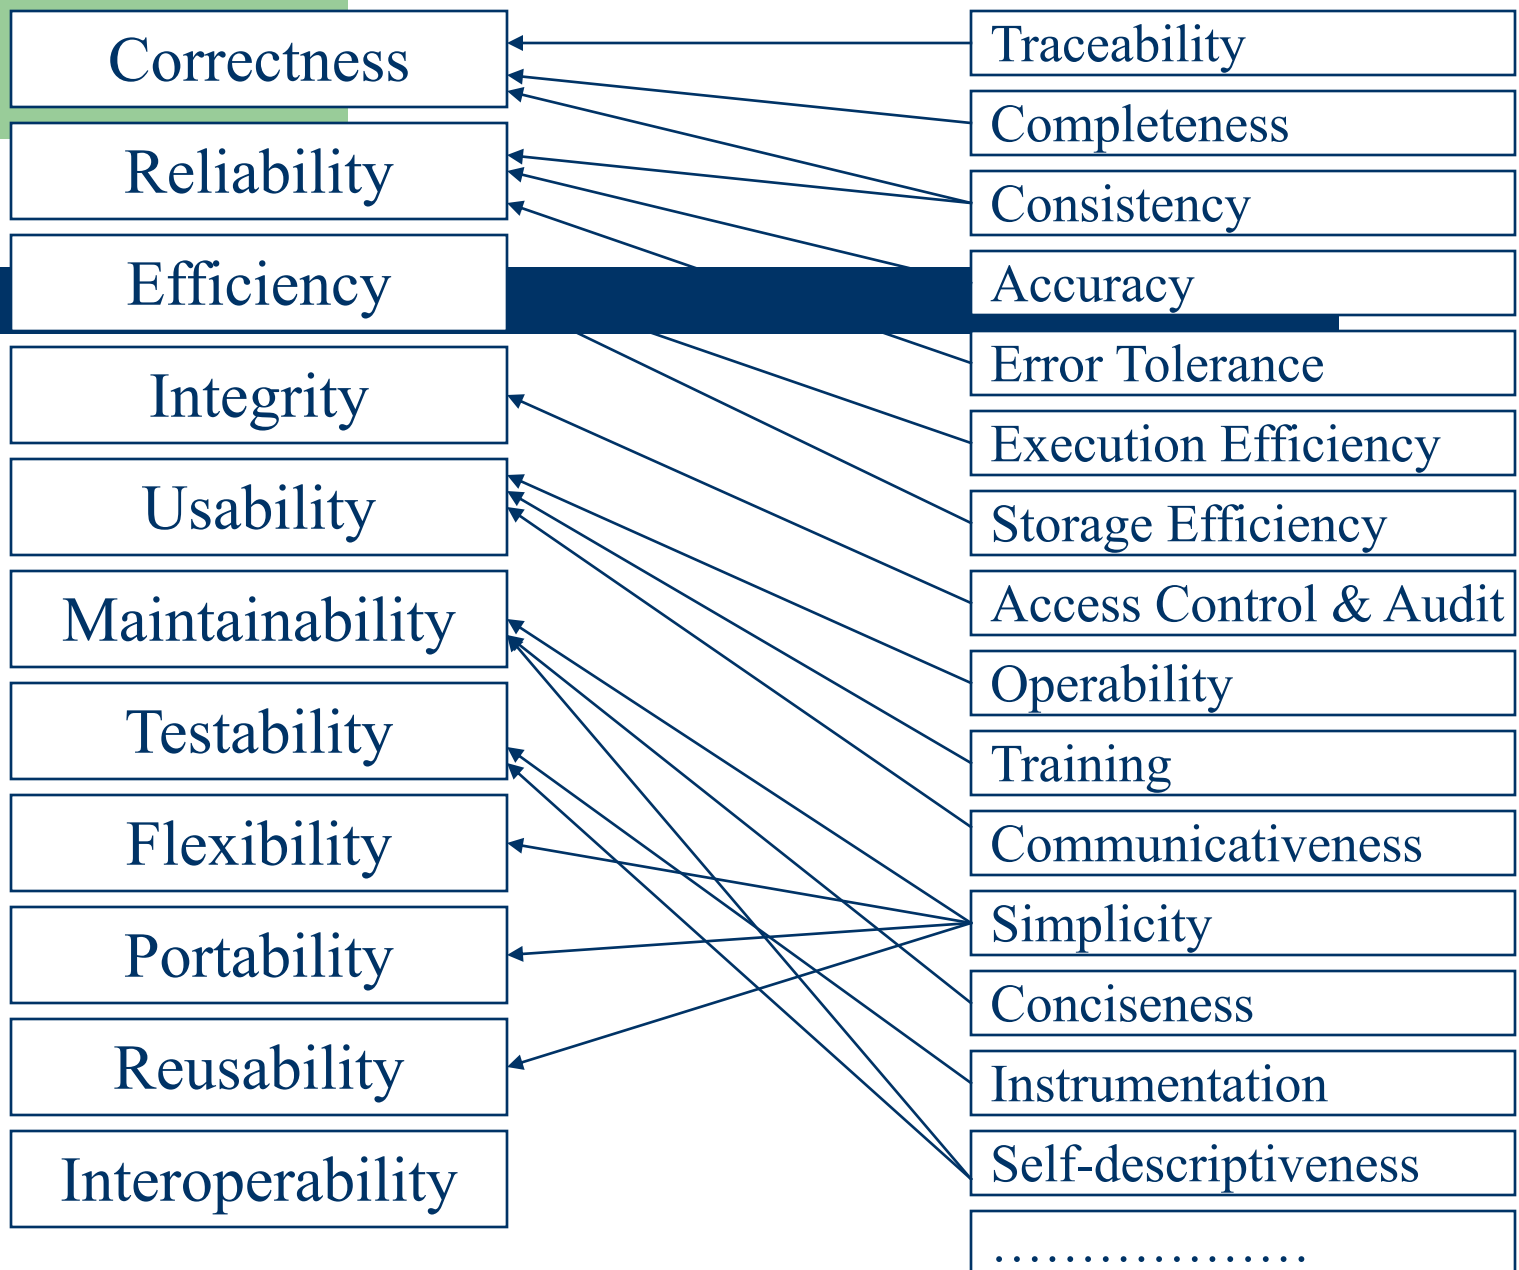 Correctness
Reliability
Efficiency
Integrity
Usability
Maintainability
Testability
Flexibility
Portability
Reusability
Interoperability
Traceability
Completeness
Consistency
Accuracy
Error Tolerance
Execution Efficiency
Storage Efficiency
Access Control & Audit
Operability
Training
Communicativeness
Simplicity
Conciseness
Instrumentation
Self-descriptiveness
………………